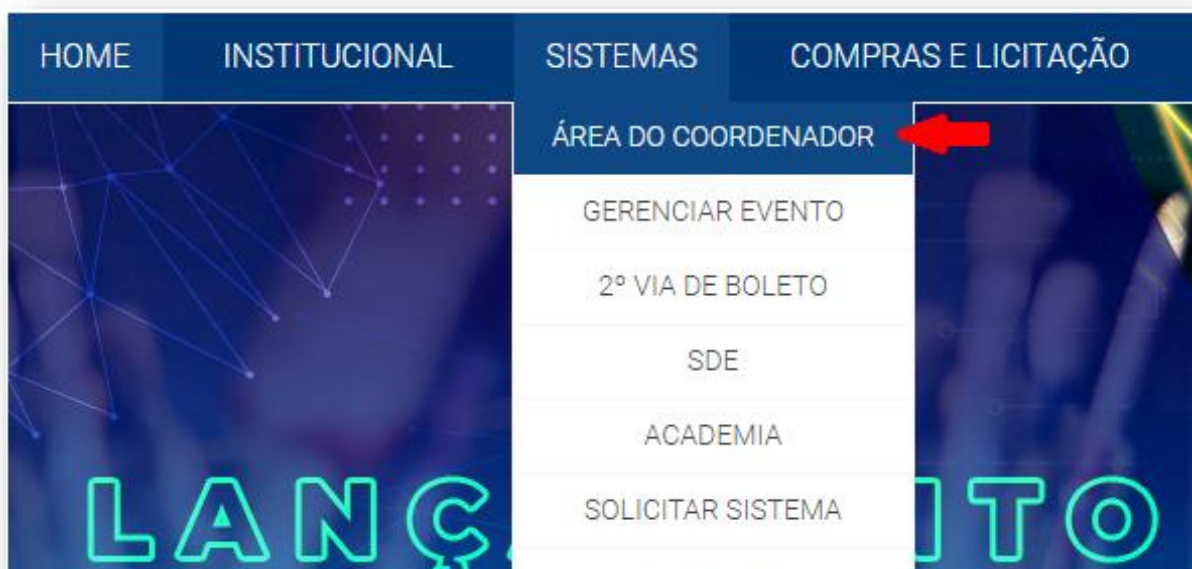 HOME INSTITUCIONAL SISTEMAS COMPRAS E LICITAÇÃO
ÁREA DO COORDENADOR
GERENCIAR EVENTO
2º VIA DE BOLETO
SDE
ACADEMIA
SOLICITAR SISTEMA